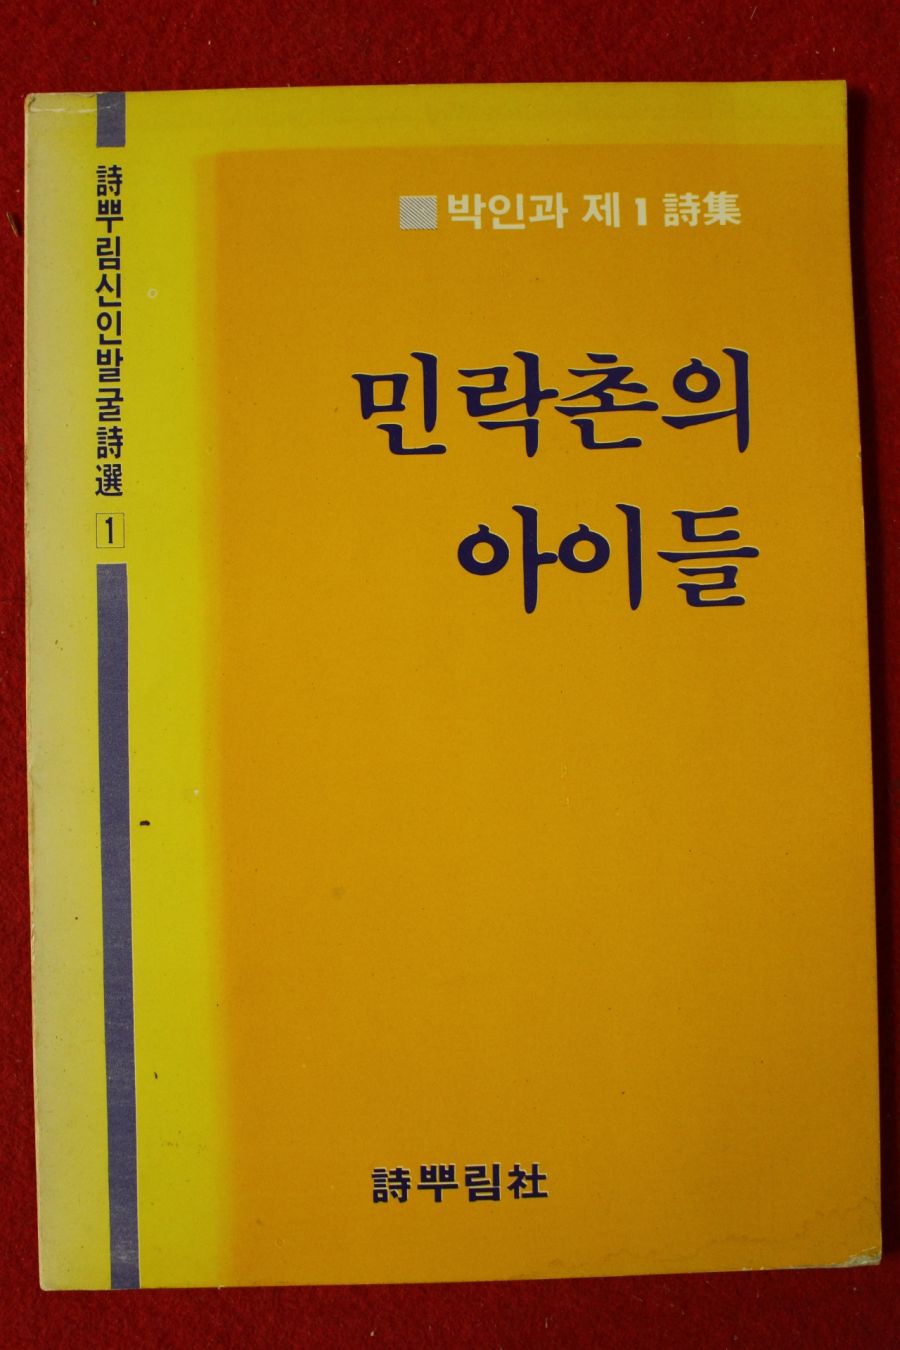 詩뿌림신인발굴詩選 1
박인과 제1詩集
민락촌의
아이들
詩뿌림社